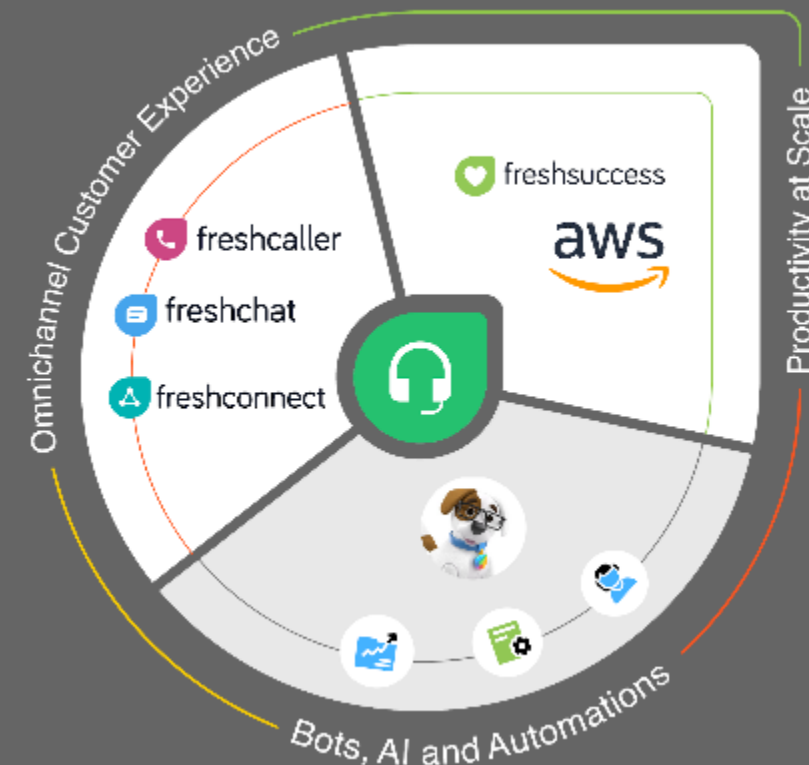 Omnichannel Customer Experience
Productivity at Scale
freshsuccess
aws
freshcaller
freshchat
freshconnect
Bots, AI and Automations